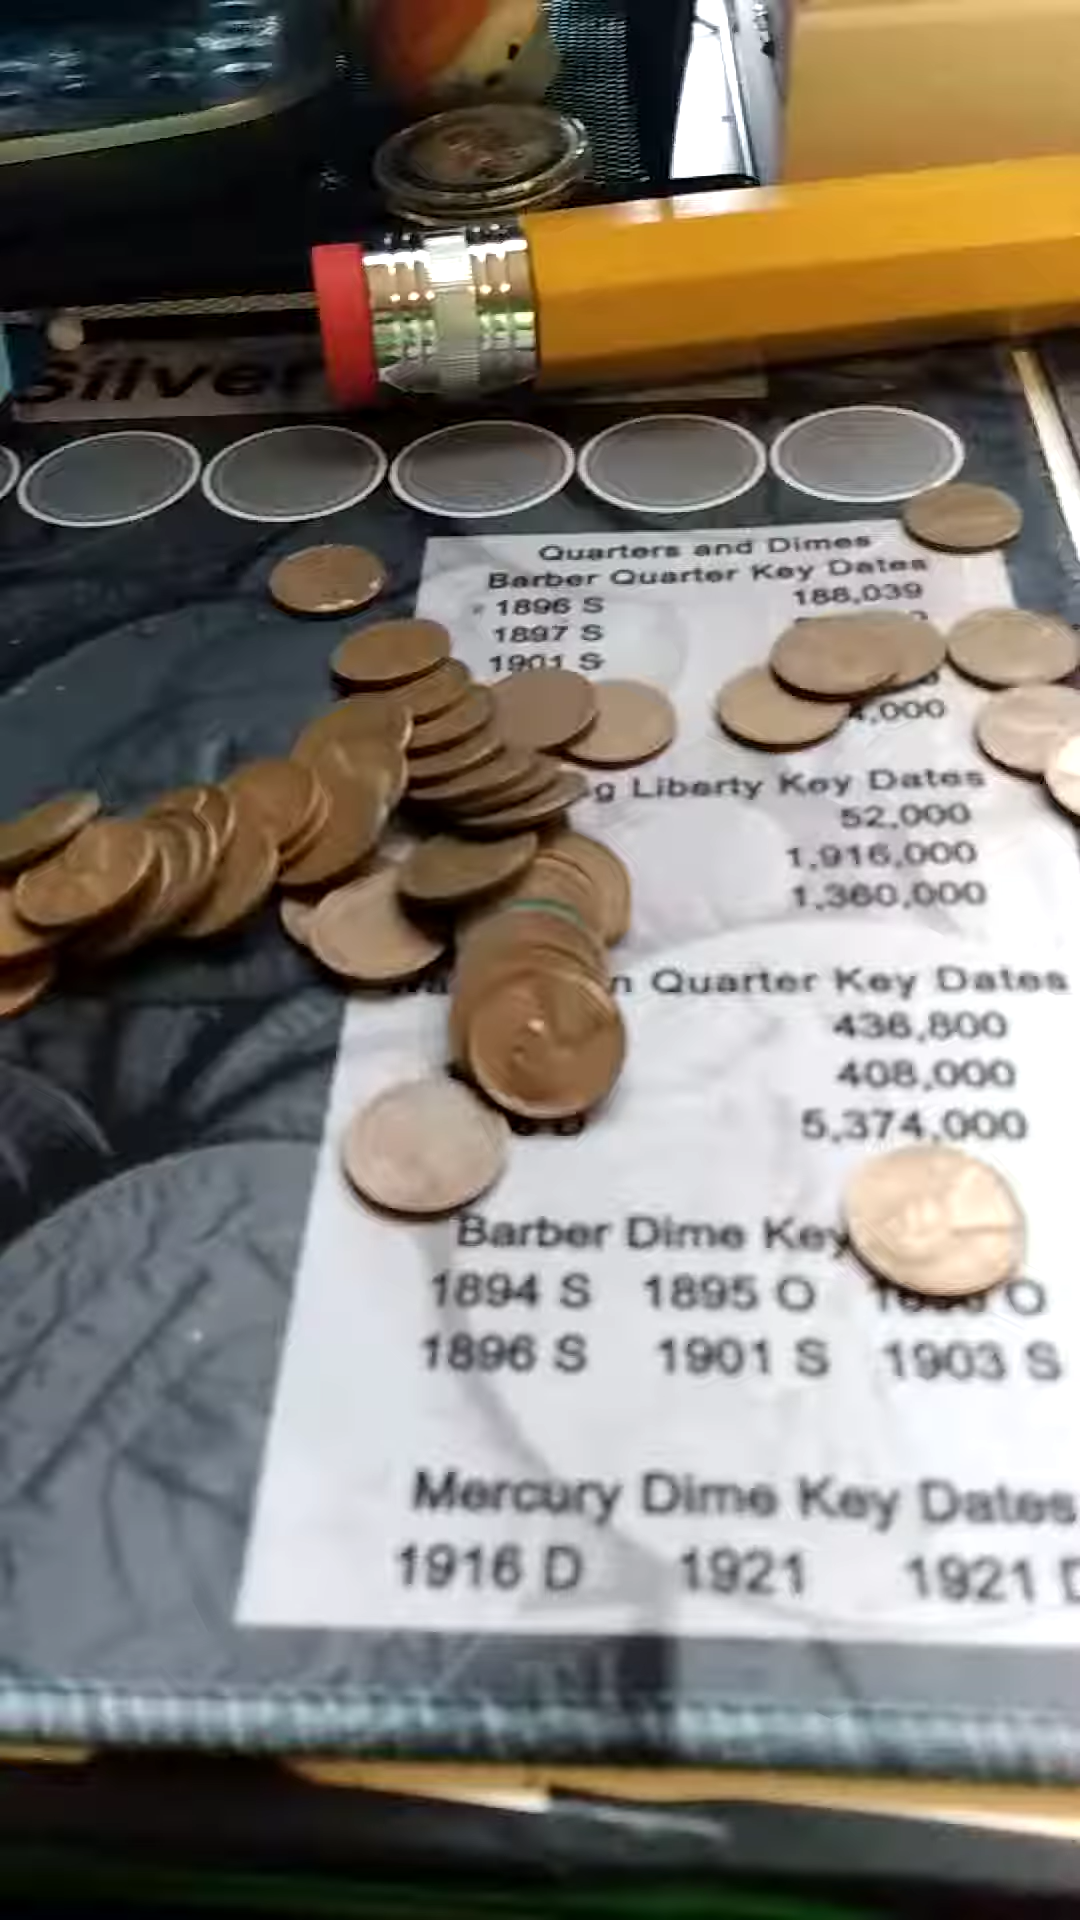 Silver
Quarters and Dimes
Barber Quarter Key Dates
1896 S 188,039
1897 S
1901 S
,000
g Liberty Key Dates
52,000
1,916,000
1,360,000
n Quarter Key Dates
436,800
408,000
5,374,000
Barber Dime Key
1894 S 1895 O O
1896 S 1901 S 1903 S
Mercury Dime Key Dates
1916 D 1921 1921 D